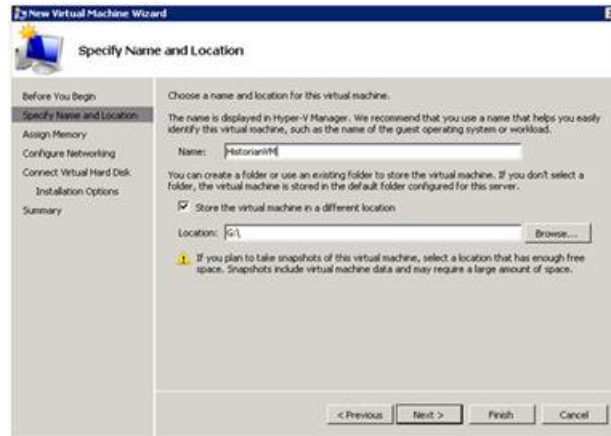 New Virtual Machine Wizard
Specify Name and Location
Before You Begin
Specify Name and Location
Assign Memory
Configure Networking
Connect Virtual Hard Disk
Installation Options
Summary
Choose a name and location for this virtual machine.
The name is displayed in Hyper-V Manager. We recommend that you use a name that helps you easily
identify this virtual machine, such as the name of the guest operating system or workload.
Name: HistorianVM
You can create a folder or use an existing folder to store the virtual machine. If you don't select a
folder, the virtual machine is stored in the default folder configured for this server.
Store the virtual machine in a different location
Location: G:\
Browse...
If you plan to take snapshots of this virtual machine, select a location that has enough free
space. Snapshots include virtual machine data and may require a large amount of space.
< Previous
Next >
Finish
Cancel